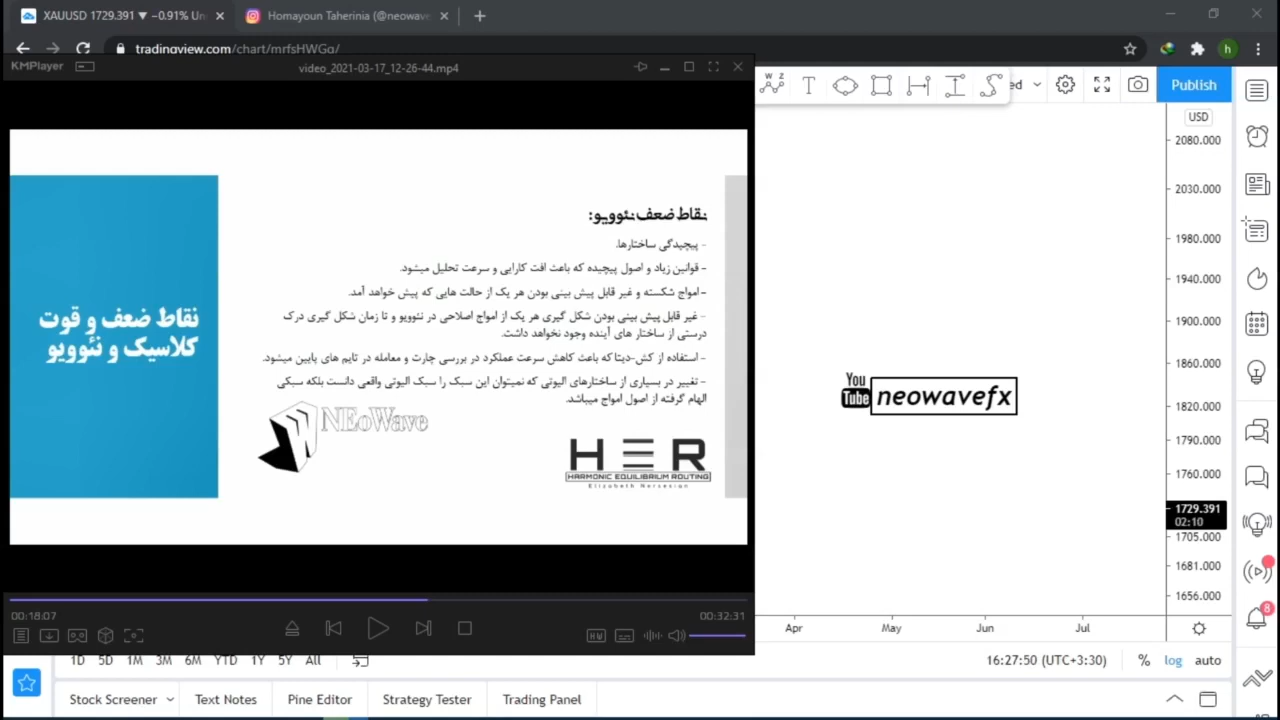 XAUUSD 1729.391 ▼ −0.91% Un
Homayoun Taherinia (@neowave
tradingview.com/chart/mrfsHWGq/
KMPlayer
video_2021-03-17_12-26-44.mp4
T
ed
Publish
USD
2080.000
2030.000
1980.000
1940.000
1900.000
1860.000
1820.000
1790.000
1760.000
1729.391
02:10
1705.000
1681.000
1656.000
نقاط ضعف نئوویو:
- پیچیدگی ساختارها.
- قوانین زیاد و اصول پیچیده که باعث افت کارایی و سرعت تحلیل میشود.
- امواج شکسته و غیر قابل پیش بینی بودن هر یک از حالت هایی که پیش خواهد آمد.
- غیر قابل پیش بینی بودن شکل گیری هر یک از امواج اصلاحی در نئوویو و تا زمان شکل گیری درک
درستی از ساختار های آینده وجود نخواهد داشت.
- استفاده از کش-دیتا که باعث کاهش سرعت عملکرد در بررسی چارت و معامله در تایم های پایین میشود.
- تغییر در بسیاری از ساختارهای الیوتی که نمیتوان این سبک را سبک الیوتی واقعی دانست بلکه سبکی
الهام گرفته از اصول امواج میباشد.
نقاط ضعف و قوت
کلاسیک و نئوویو
NEoWave
HER
HARMONIC EQUILIBRIUM ROUTING
Elizabeth Nersesian
You
Tube
neowavefx
00:18:07
00:32:31
Apr
May
Jun
Jul
1D 5D 1M 3M 6M YTD 1Y 5Y All
16:27:50 (UTC+3:30)
%
log
auto
Stock Screener
Text Notes
Pine Editor
Strategy Tester
Trading Panel
8
h